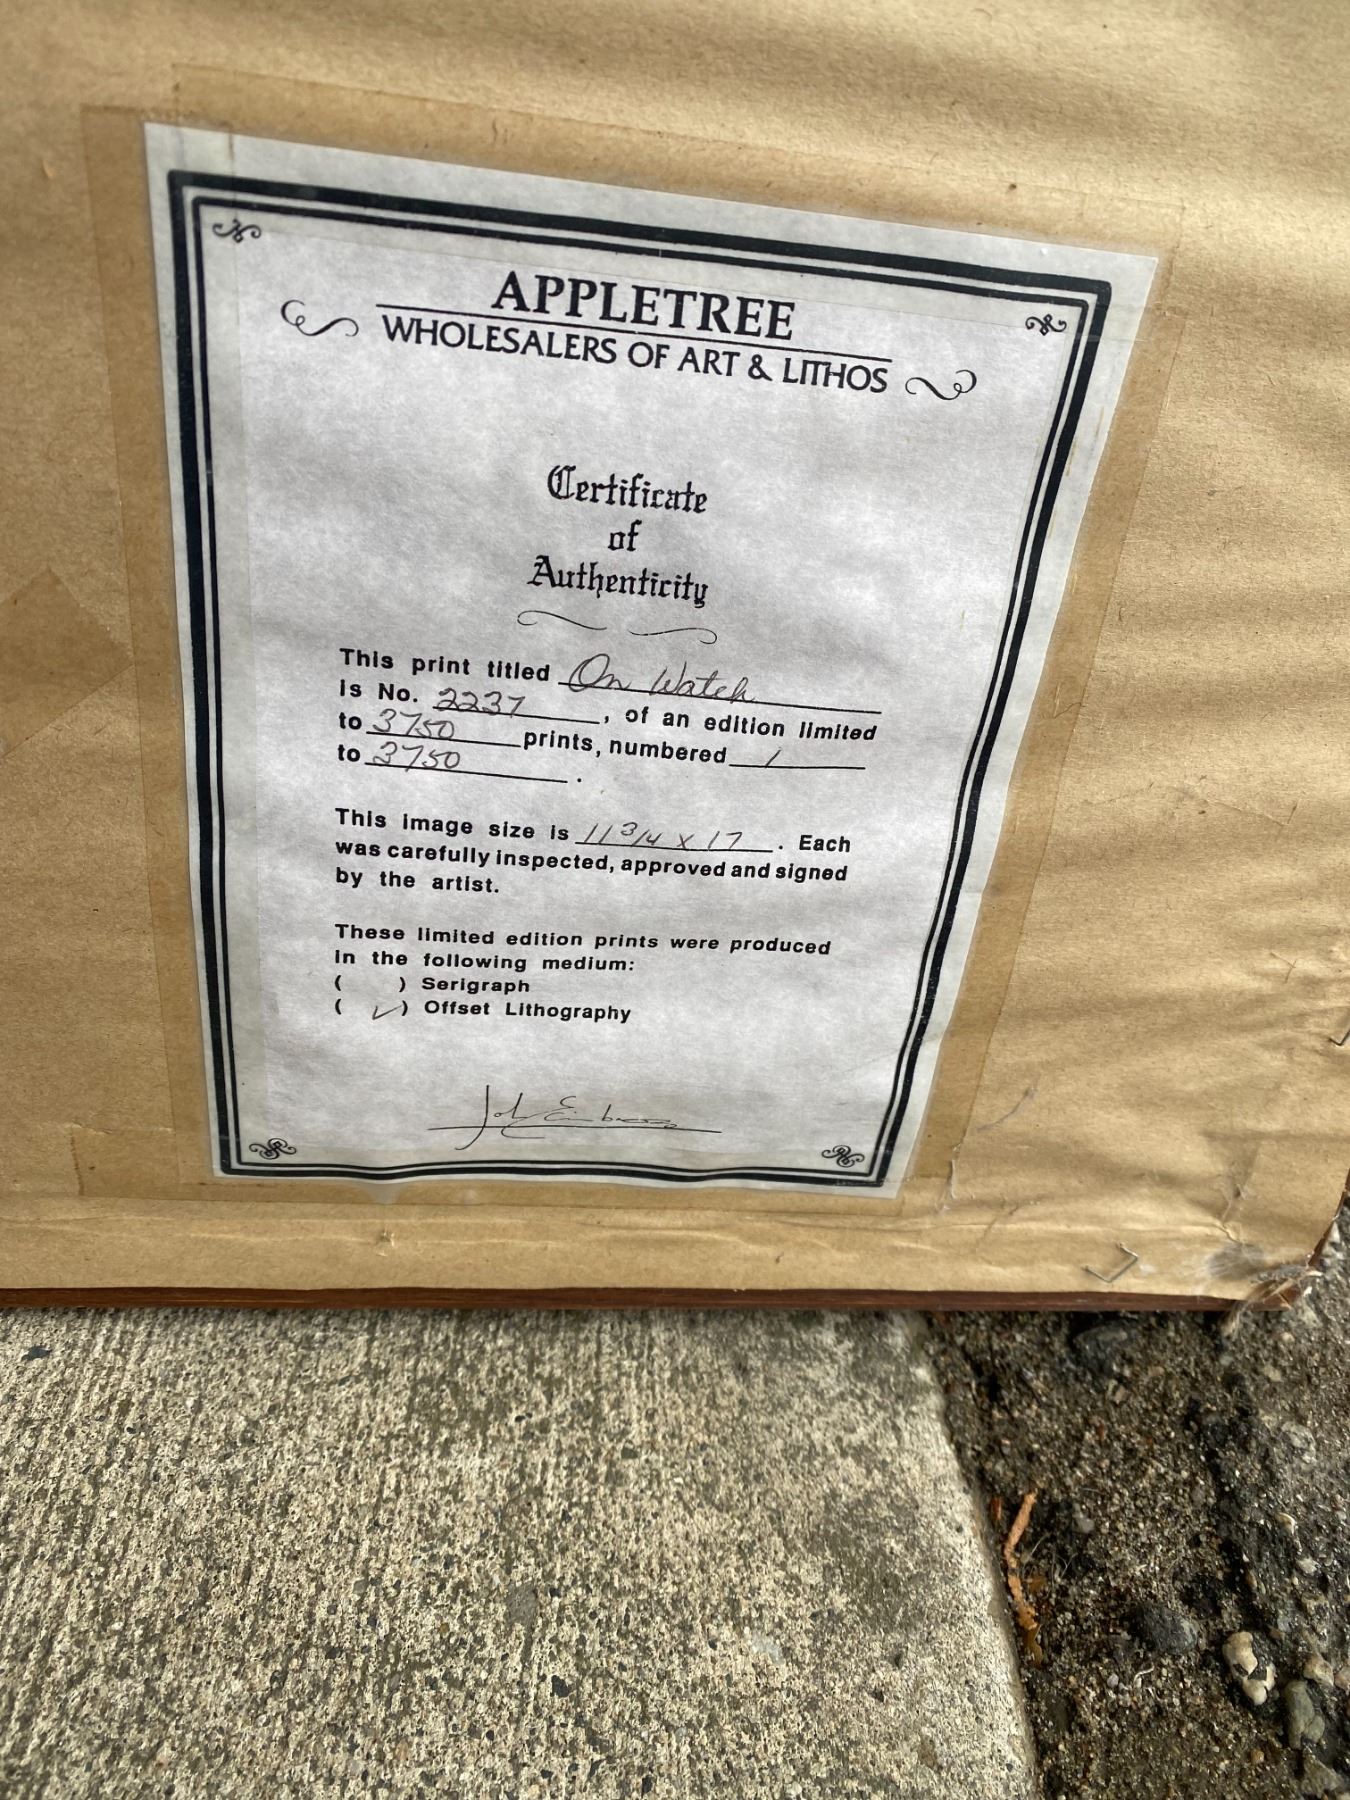 APPLETREE
WHOLESALERS OF ART & LITHOS
Certificate
of
Authenticity
This print titled On Watch
is No. 2237, of an edition limited
to 3750 prints, numbered 1
to 3750.
This image size is 11 3/4 x 17. Each
was carefully inspected, approved and signed
by the artist.
These limited edition prints were produced
in the following medium:
( ) Serigraph
( ✓ ) Offset Lithography
John